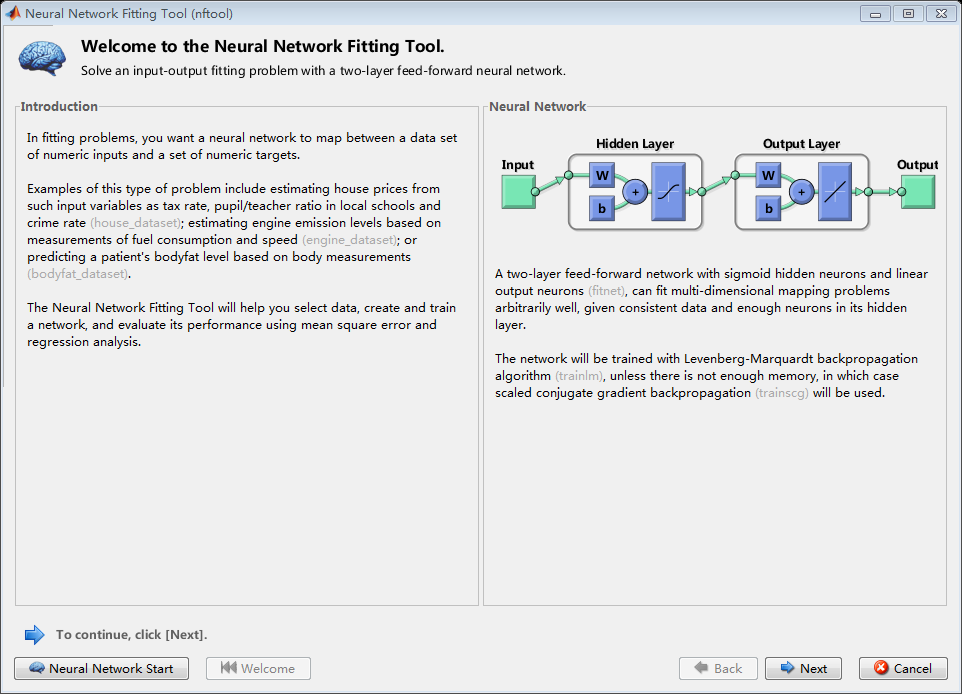 Neural Network Fitting Tool (nftool)
Welcome to the Neural Network Fitting Tool.
Solve an input-output fitting problem with a two-layer feed-forward neural network.
Introduction
In fitting problems, you want a neural network to map between a data set
of numeric inputs and a set of numeric targets.
Examples of this type of problem include estimating house prices from
such input variables as tax rate, pupil/teacher ratio in local schools and
crime rate (house_dataset); estimating engine emission levels based on
measurements of fuel consumption and speed (engine_dataset); or
predicting a patient's bodyfat level based on body measurements
(bodyfat_dataset).
The Neural Network Fitting Tool will help you select data, create and train
a network, and evaluate its performance using mean square error and
regression analysis.
Neural Network
Hidden Layer
Output Layer
Input
Output
W
b
+
W
b
+
A two-layer feed-forward network with sigmoid hidden neurons and linear
output neurons (fitnet), can fit multi-dimensional mapping problems
arbitrarily well, given consistent data and enough neurons in its hidden
layer.
The network will be trained with Levenberg-Marquardt backpropagation
algorithm (trainlm), unless there is not enough memory, in which case
scaled conjugate gradient backpropagation (trainscg) will be used.
To continue, click [Next].
Neural Network Start
Welcome
Back
Next
Cancel